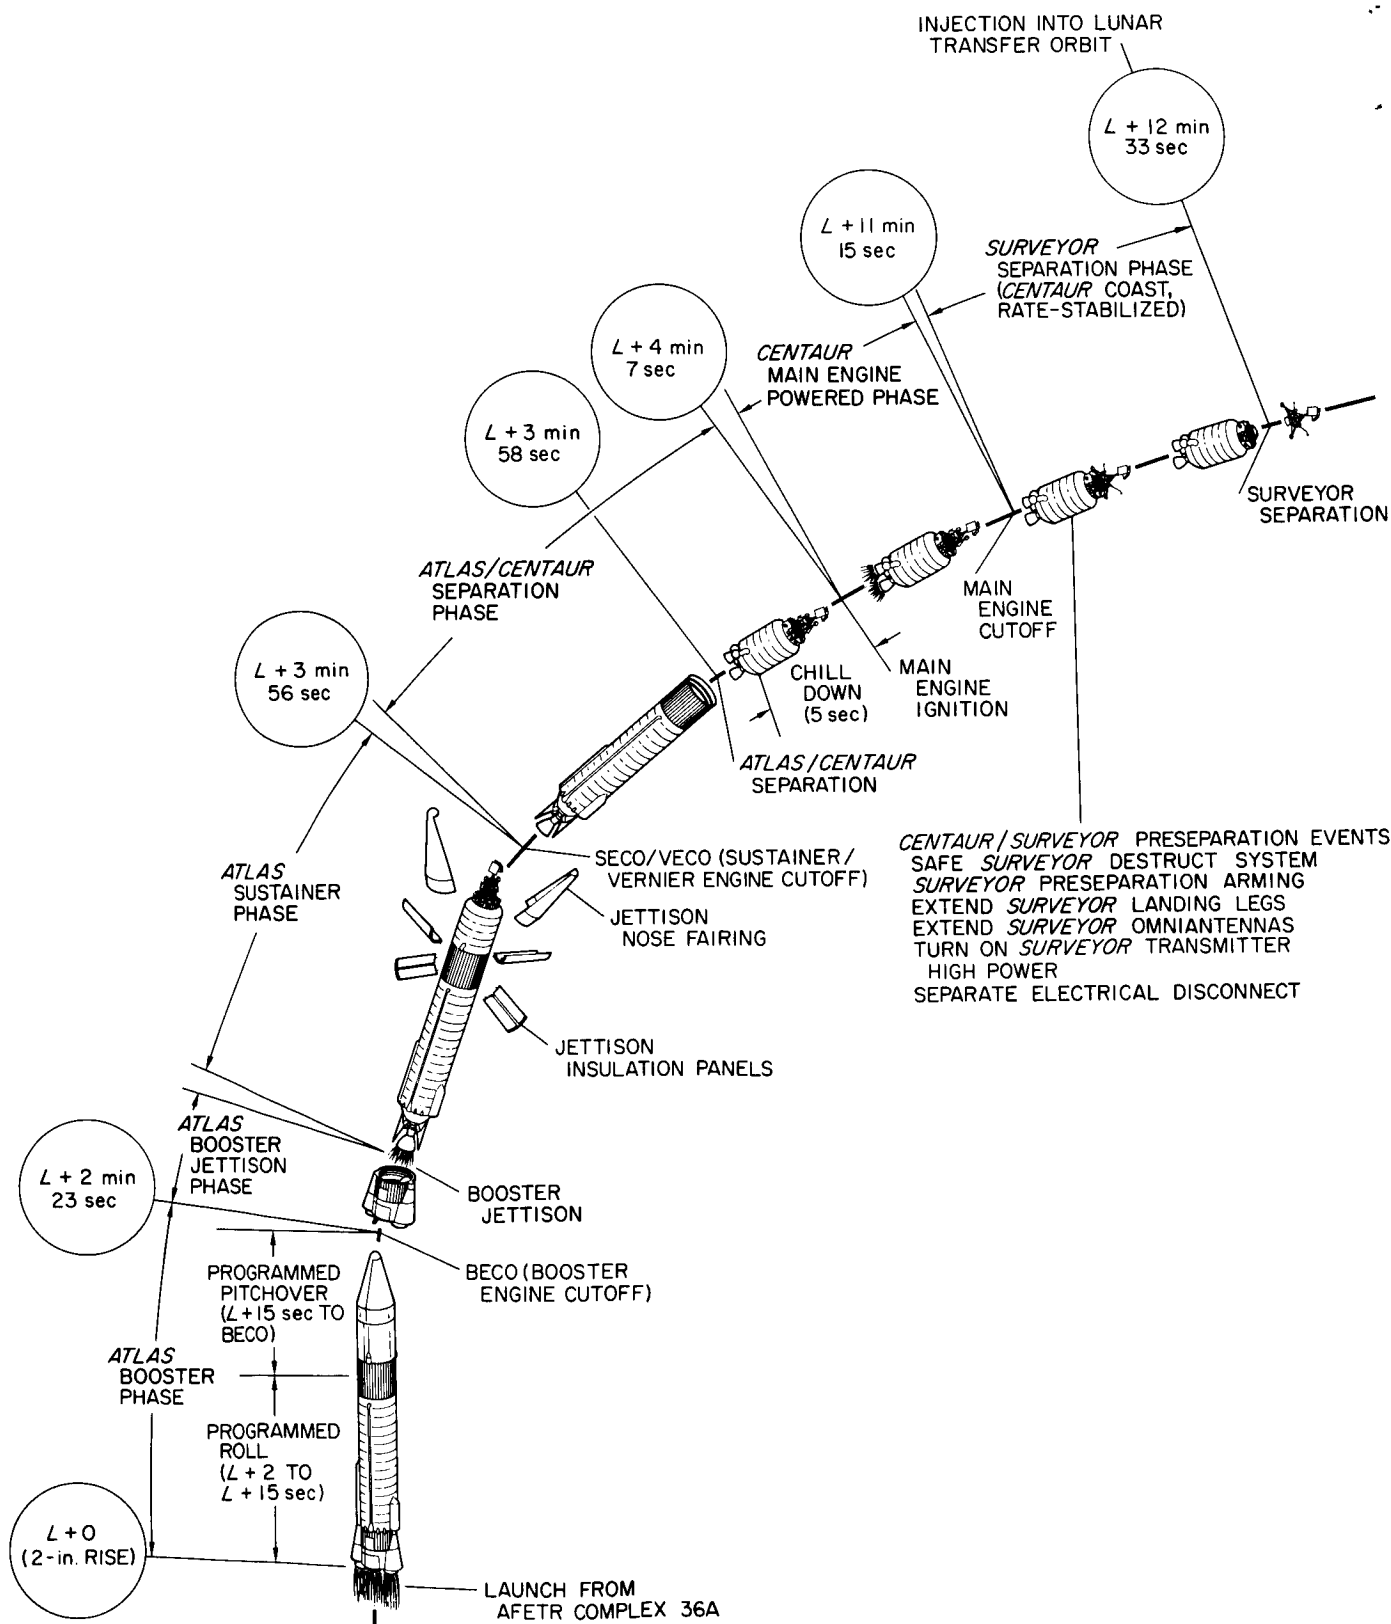 INJECTION INTO LUNAR
TRANSFER ORBIT
L + 12 min
33 sec
L + 11 min
15 sec
SURVEYOR
SEPARATION PHASE
(CENTAUR COAST,
RATE-STABILIZED)
L + 4 min
7 sec
CENTAUR
MAIN ENGINE
POWERED PHASE
L + 3 min
58 sec
SURVEYOR
SEPARATION
ATLAS/CENTAUR
SEPARATION
PHASE
MAIN
ENGINE
CUTOFF
L + 3 min
56 sec
CHILL
DOWN
(5 sec)
MAIN
ENGINE
IGNITION
ATLAS/CENTAUR
SEPARATION
CENTAUR/SURVEYOR PRESEPARATION EVENTS
SAFE SURVEYOR DESTRUCT SYSTEM
SURVEYOR PRESEPARATION ARMING
EXTEND SURVEYOR LANDING LEGS
EXTEND SURVEYOR OMNIANTENNAS
TURN ON SURVEYOR TRANSMITTER
HIGH POWER
SEPARATE ELECTRICAL DISCONNECT
SECO/VECO (SUSTAINER/
VERNIER ENGINE CUTOFF)
ATLAS
SUSTAINER
PHASE
JETTISON
NOSE FAIRING
JETTISON
INSULATION PANELS
ATLAS
BOOSTER
JETTISON
PHASE
L + 2 min
23 sec
BOOSTER
JETTISON
BECO (BOOSTER
ENGINE CUTOFF)
PROGRAMMED
PITCHOVER
(L+15 sec TO
BECO)
ATLAS
BOOSTER
PHASE
PROGRAMMED
ROLL
(L+2 TO
L+15 sec)
L+0
(2-in. RISE)
LAUNCH FROM
AFETR COMPLEX 36A